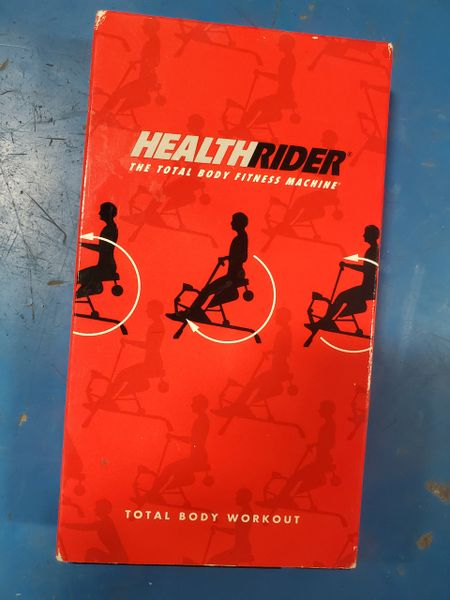 HEALTHRIDER®
THE TOTAL BODY FITNESS MACHINE
TOTAL BODY WORKOUT